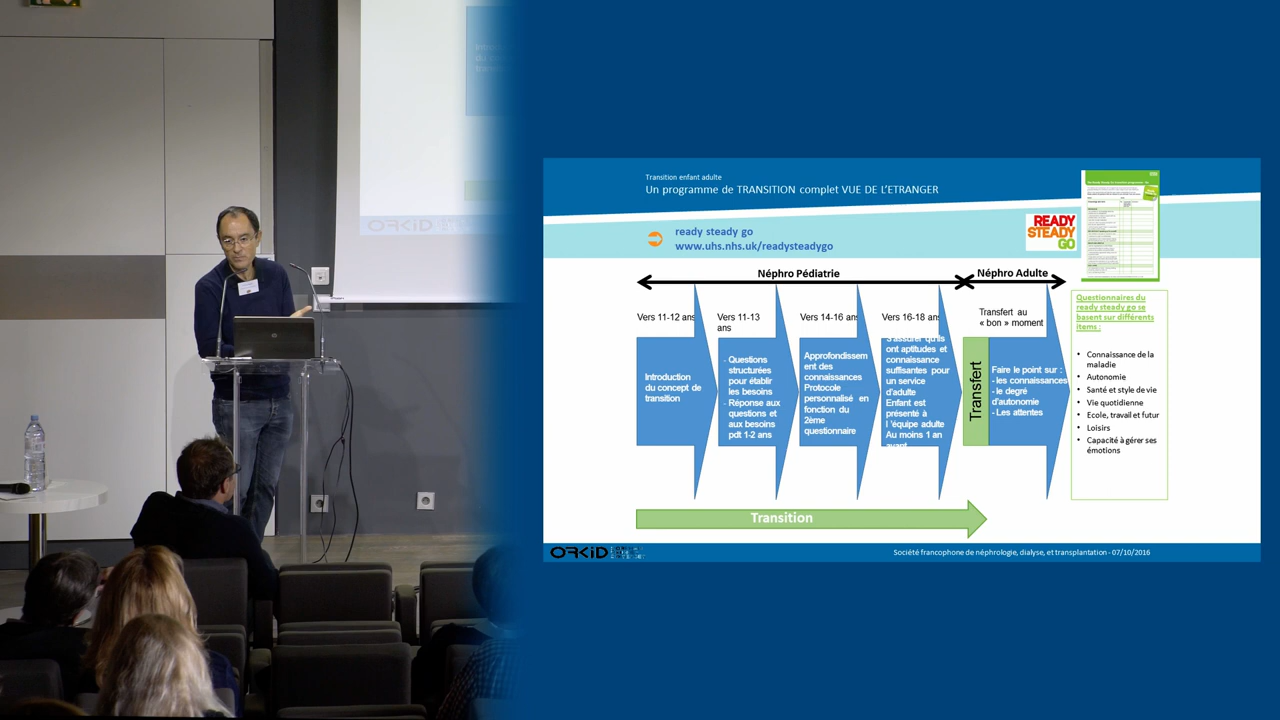 Transition enfant adulte
Un programme de TRANSITION complet VUE DE L'ETRANGER
ready steady go
www.uhs.nhs.uk/readysteadygo
READY
STEADY
GO
Néphro Pédiatrie
Néphro Adulte
Vers 11-12 ans
Vers 11-13
ans
Vers 14-16 ans
Vers 16-18 ans
Transfert au
« bon » moment
Introduction
du concept de
transition
- Questions
structurées
pour établir
les besoins
- Réponse aux
questions et
aux besoins
pdt 1-2 ans
Approfondissem
ent des
connaissances
Protocole
personnalisé en
fonction du
2ème
questionnaire
S'assurer qu'ils
ont aptitudes et
connaissance
suffisantes pour
un service
d'adulte
Enfant est
présenté à
l 'équipe adulte
Au moins 1 an
avant
Transfert
Faire le point sur :
- les connaissances
- le degré
d'autonomie
- Les attentes
Questionnaires du
ready steady go se
basent sur différents
items :
• Connaissance de la
maladie
• Autonomie
• Santé et style de vie
• Vie quotidienne
• Ecole, travail et futur
• Loisirs
• Capacité à gérer ses
émotions
Transition
ORKiD
Société francophone de néphrologie, dialyse, et transplantation - 07/10/2016